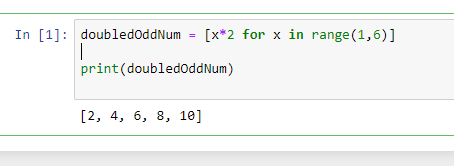 In [1]: doubledOddNum = [x*2 for x in range(1,6)]
print(doubledOddNum)
[2, 4, 6, 8, 10]